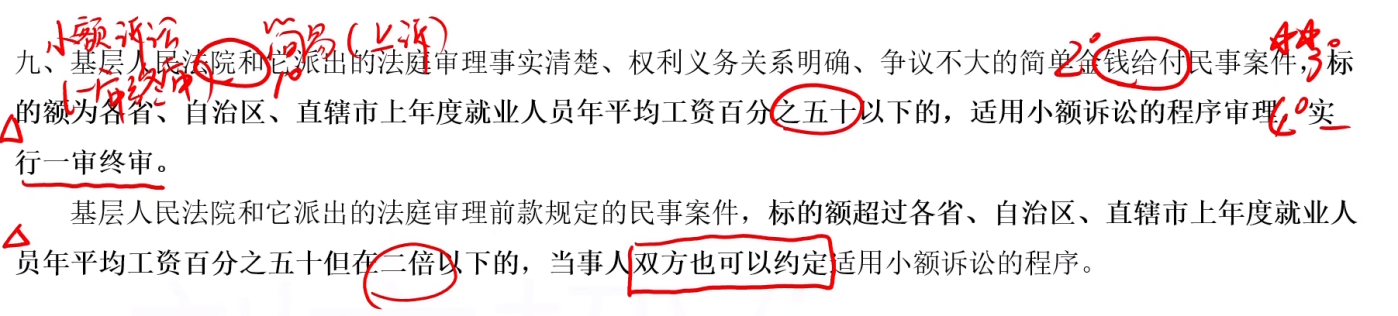 小额诉讼 简易(上诉)
(一审终审)
九、基层人民法院和它派出的法庭审理事实清楚、权利义务关系明确、争议不大的简单金钱给付民事案件,标
的额为各省、自治区、直辖市上年度就业人员年平均工资百分之五十以下的,适用小额诉讼的程序审理,实
行一审终审。
基层人民法院和它派出的法庭审理前款规定的民事案件,标的额超过各省、自治区、直辖市上年度就业人
员年平均工资百分之五十但在二倍以下的,当事人双方也可以约定适用小额诉讼的程序。